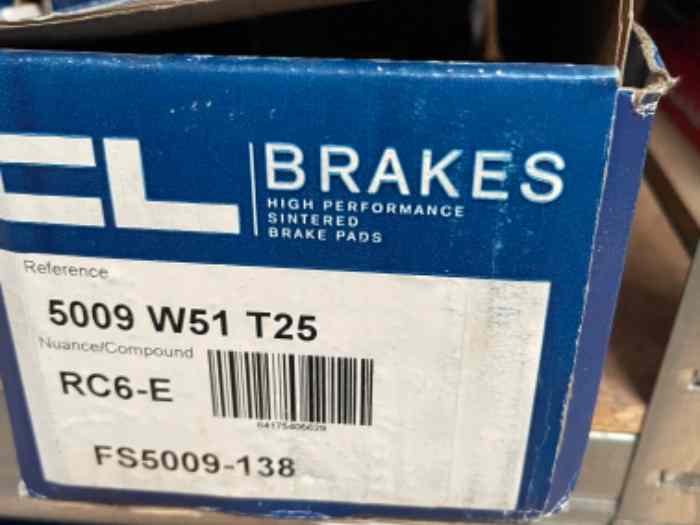 CL BRAKES
HIGH PERFORMANCE
SINTERED
BRAKE PADS
Reference
5009 W51 T25
Nuance/Compound
RC6-E
FS5009-138